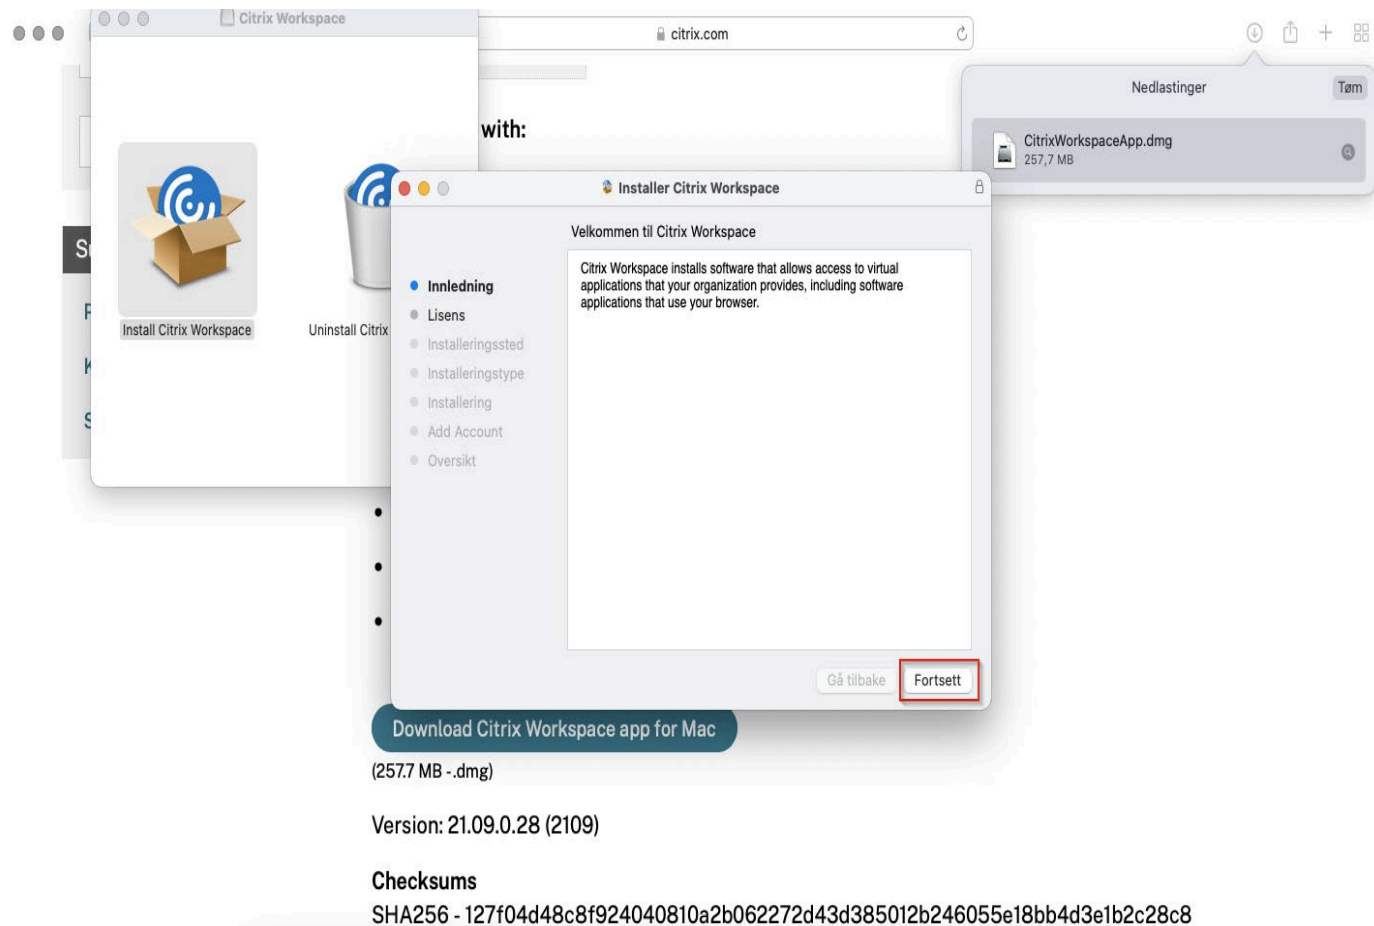 Citrix Workspace
citrix.com
Nedlastinger
Tøm
CitrixWorkspaceApp.dmg
257,7 MB
with:
Install Citrix Workspace
Uninstall Citrix
Installer Citrix Workspace
Velkommen til Citrix Workspace
Citrix Workspace installs software that allows access to virtual
applications that your organization provides, including software
applications that use your browser.
Innledning
Lisens
Installeringssted
Installeringstype
Installering
Add Account
Oversikt
Gå tilbake
Fortsett
Download Citrix Workspace app for Mac
(257.7 MB -.dmg)
Version: 21.09.0.28 (2109)
Checksums
SHA256 - 127f04d48c8f924040810a2b062272d43d385012b246055e18bb4d3e1b2c28c8